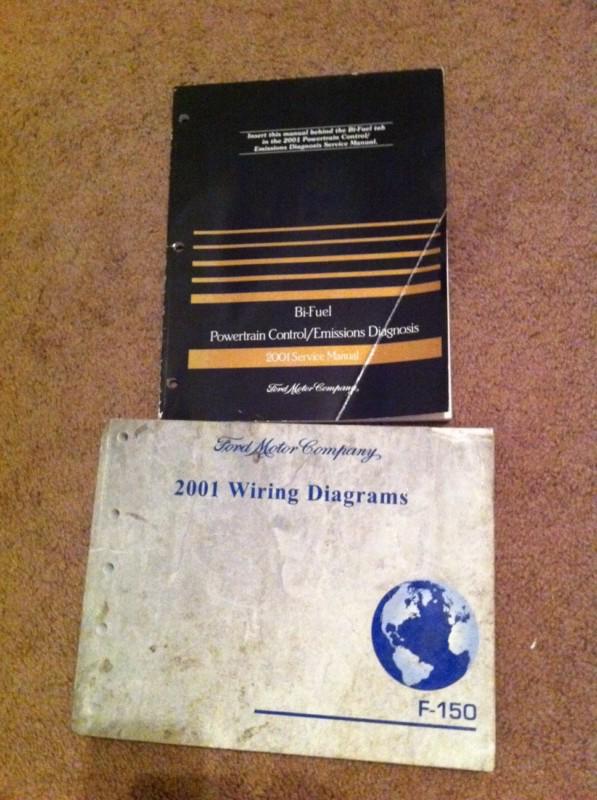 Insert this manual behind the Bi-Fuel tab
in the 2001 Powertrain Control/
Emissions Diagnosis Service Manual.
Bi-Fuel
Powertrain Control/Emissions Diagnosis
2001 Service Manual
Ford Motor Company
Ford Motor Company
2001 Wiring Diagrams
F-150